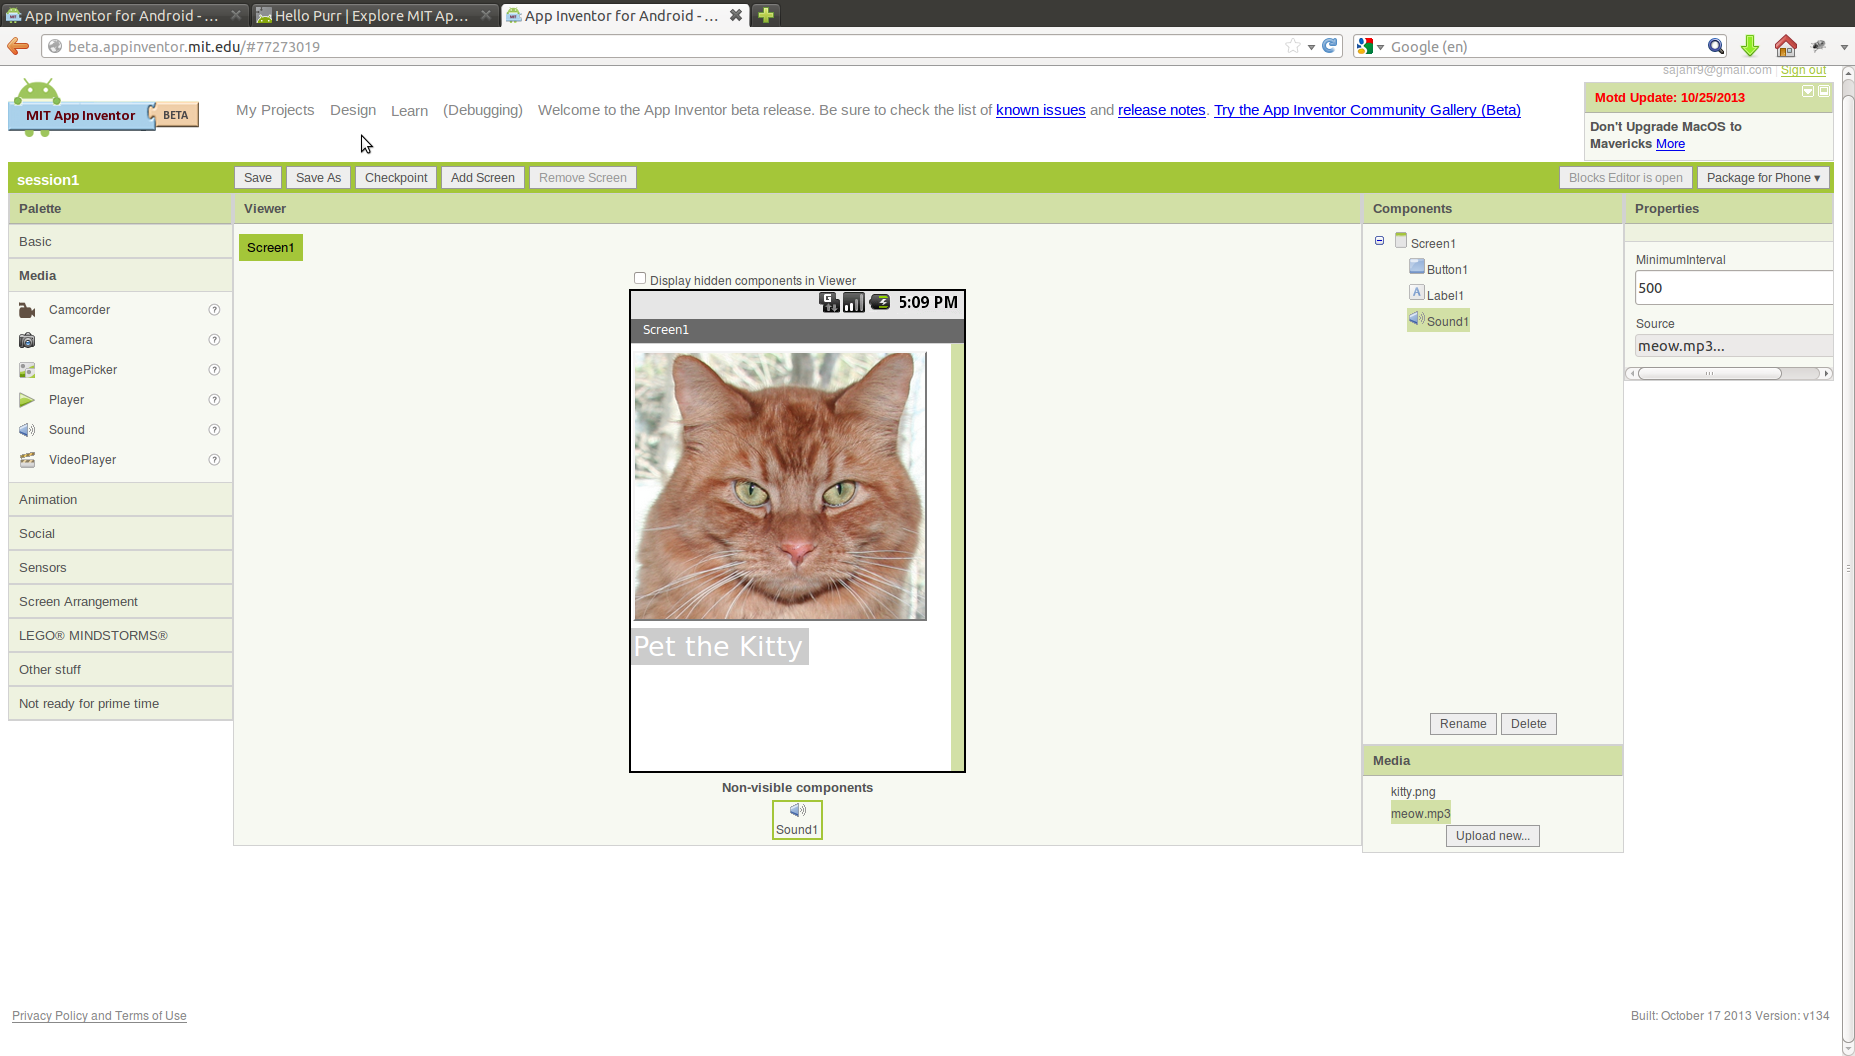 App Inventor for Android - ...
Hello Purr | Explore MIT Ap...
App Inventor for Android - ...
beta.appinventor.mit.edu/#77273019
Google (en)
sajahr9@gmail.com | Sign out
MIT App Inventor BETA
My Projects Design Learn (Debugging) Welcome to the App Inventor beta release. Be sure to check the list of known issues and release notes. Try the App Inventor Community Gallery (Beta)
Motd Update: 10/25/2013
Don't Upgrade MacOS to
Mavericks More
session1
Save Save As Checkpoint Add Screen Remove Screen
Blocks Editor is open Package for Phone ▾
Palette
Basic
Media
Camcorder ?
Camera ?
ImagePicker ?
Player ?
Sound ?
VideoPlayer ?
Animation
Social
Sensors
Screen Arrangement
LEGO® MINDSTORMS®
Other stuff
Not ready for prime time
Viewer
Screen1
Display hidden components in Viewer
G 5:09 PM
Screen1
Pet the Kitty
Non-visible components
Sound1
Components
Screen1
Button1
A Label1
Sound1
Rename Delete
Media
kitty.png
meow.mp3
Upload new...
Properties
MinimumInterval
500
Source
meow.mp3...
Privacy Policy and Terms of Use
Built: October 17 2013 Version: v134